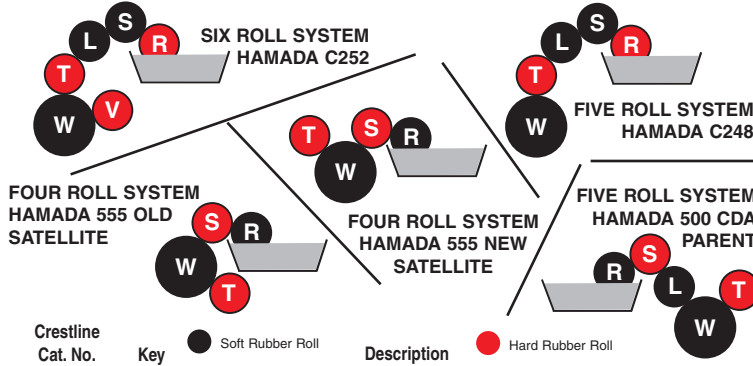 SIX ROLL SYSTEM
HAMADA C252
L S R
T
W V
L S R
T
W
FIVE ROLL SYSTEM
HAMADA C248
T S R
W
FOUR ROLL SYSTEM
HAMADA 555 NEW
SATELLITE
FOUR ROLL SYSTEM
HAMADA 555 OLD
SATELLITE
S R
W
T
FIVE ROLL SYSTEM
HAMADA 500 CDA
PARENT
S
R
L T
W
Crestline
Cat. No. Key Soft Rubber Roll Description Hard Rubber Roll